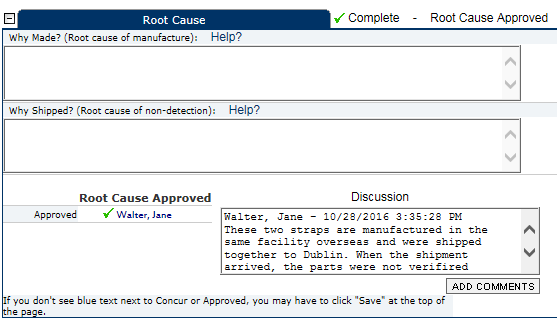 Root Cause Complete - Root Cause Approved
Why Made? (Root cause of manufacture): Help?
Why Shipped? (Root cause of non-detection): Help?
Root Cause Approved Discussion
Approved Walter, Jane
Walter, Jane - 10/28/2016 3:35:28 PM
These two straps are manufactured in the
same facility overseas and were shipped
together to Dublin. When the shipment
arrived, the parts were not verifired
ADD COMMENTS
If you don't see blue text next to Concur or Approved, you may have to click "Save" at the top of
the page.